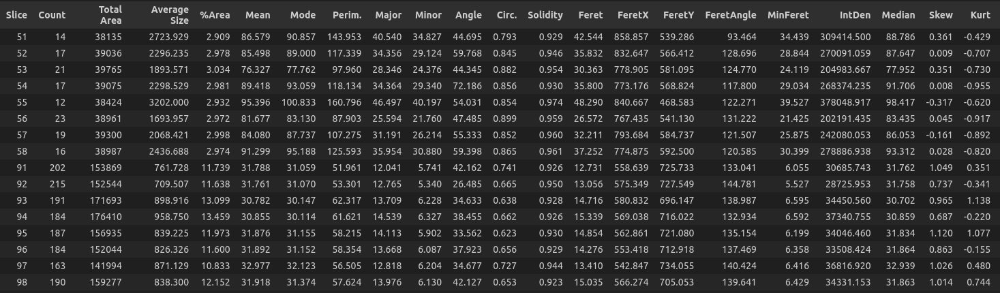 Slice Count Total Area Average Size %Area Mean Mode Perim. Major Minor Angle Circ. Solidity Feret FeretX FeretY FeretAngle MinFeret IntDen Median Skew Kurt
51 14 38135 2723.929 2.909 86.579 90.857 143.953 40.540 34.827 44.695 0.793 0.929 42.544 858.857 539.286 93.464 34.439 309414.500 88.786 0.361 -0.429
52 17 39036 2296.235 2.978 85.498 89.000 117.339 34.356 29.124 59.768 0.845 0.946 35.832 832.647 566.412 128.696 28.844 270091.059 87.647 0.009 -0.707
53 21 39765 1893.571 3.034 76.327 77.762 97.960 28.346 24.376 44.345 0.882 0.954 30.363 778.905 581.095 124.770 24.119 204983.667 77.952 0.351 -0.730
54 17 39075 2298.529 2.981 89.418 93.059 118.134 34.364 29.340 72.186 0.856 0.930 35.800 773.176 568.824 117.800 29.034 268374.235 91.706 0.008 -0.955
55 12 38424 3202.000 2.932 95.396 100.833 160.796 46.497 40.197 54.031 0.854 0.974 48.290 840.667 468.583 122.271 39.527 378048.917 98.417 -0.317 -0.620
56 23 38961 1693.957 2.972 81.677 83.130 87.903 25.594 21.760 47.485 0.899 0.959 26.572 767.435 541.130 131.222 21.425 202191.435 83.435 0.045 -0.917
57 19 39300 2068.421 2.998 84.080 87.737 107.275 31.191 26.214 55.333 0.852 0.960 32.211 793.684 584.737 121.507 25.875 242080.053 86.053 -0.161 -0.892
58 16 38987 2436.688 2.974 91.299 95.188 125.593 35.954 30.880 59.398 0.865 0.961 37.252 774.875 592.500 120.585 30.399 278886.938 93.312 0.028 -0.820
91 202 153869 761.728 11.739 31.788 31.059 51.961 12.041 5.741 42.162 0.741 0.926 12.731 558.639 725.733 133.041 6.055 30685.743 31.762 1.049 0.351
92 215 152544 709.507 11.638 31.761 31.070 53.301 12.765 5.340 26.485 0.665 0.950 13.056 575.349 727.549 144.781 5.527 28725.953 31.758 0.737 -0.341
93 191 171693 898.916 13.099 30.782 30.147 62.317 13.709 6.228 34.633 0.638 0.928 14.716 580.832 696.147 138.987 6.595 34450.560 30.702 0.965 1.138
94 184 176410 958.750 13.459 30.855 30.114 61.621 14.539 6.327 38.455 0.662 0.926 15.339 569.038 716.022 132.934 6.592 37340.755 30.859 0.687 -0.220
95 187 156935 839.225 11.973 31.876 31.155 58.215 14.113 5.902 33.562 0.623 0.930 14.854 562.861 721.080 135.154 6.199 34046.460 31.834 1.120 1.077
96 184 152044 826.326 11.600 31.892 31.152 58.354 13.668 6.087 37.923 0.656 0.929 14.276 553.418 712.918 137.469 6.358 33508.424 31.864 0.863 -0.155
97 163 141994 871.129 10.833 32.977 32.123 56.505 12.818 6.204 34.677 0.727 0.944 13.410 542.847 734.055 140.424 6.416 36816.920 32.939 1.026 0.480
98 190 159277 838.300 12.152 31.918 31.374 57.624 13.976 6.130 42.127 0.653 0.923 15.035 566.274 705.053 139.641 6.429 34331.153 31.863 1.014 0.744